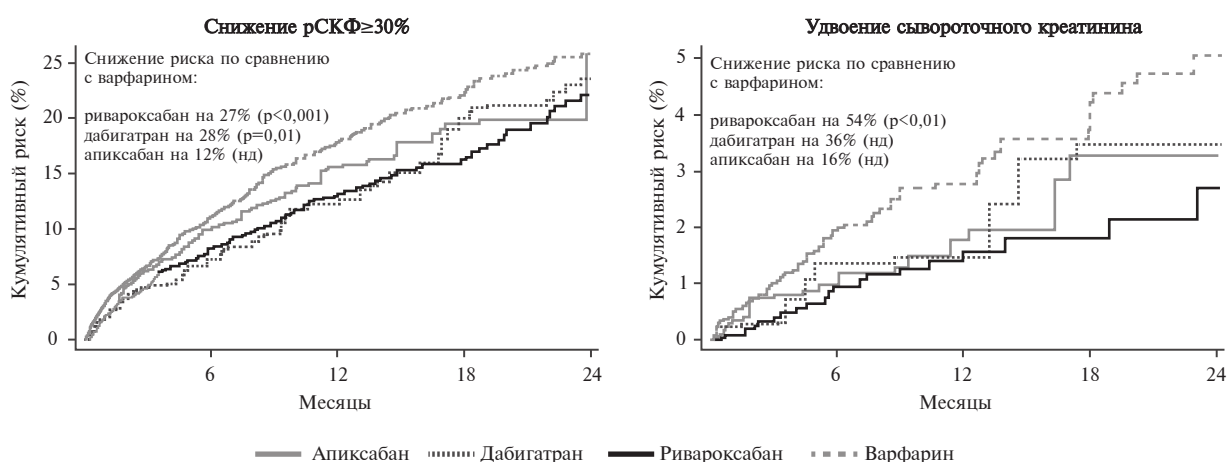 Снижение рСКФ≥30%
Кумулятивный риск (%)
25
20
15
10
5
0
Снижение риска по сравнению
с варфарином:
ривароксабан на 27% (p<0,001)
дабигатран на 28% (p=0,01)
апиксабан на 12% (нд)
6
12
18
24
Месяцы
Удвоение сывороточного креатинина
Кумулятивный риск (%)
5
4
3
2
1
0
Снижение риска по сравнению
с варфарином:
ривароксабан на 54% (p<0,01)
дабигатран на 36% (нд)
апиксабан на 16% (нд)
6
12
18
24
Месяцы
Апиксабан
Дабигатран
Ривароксабан
Варфарин